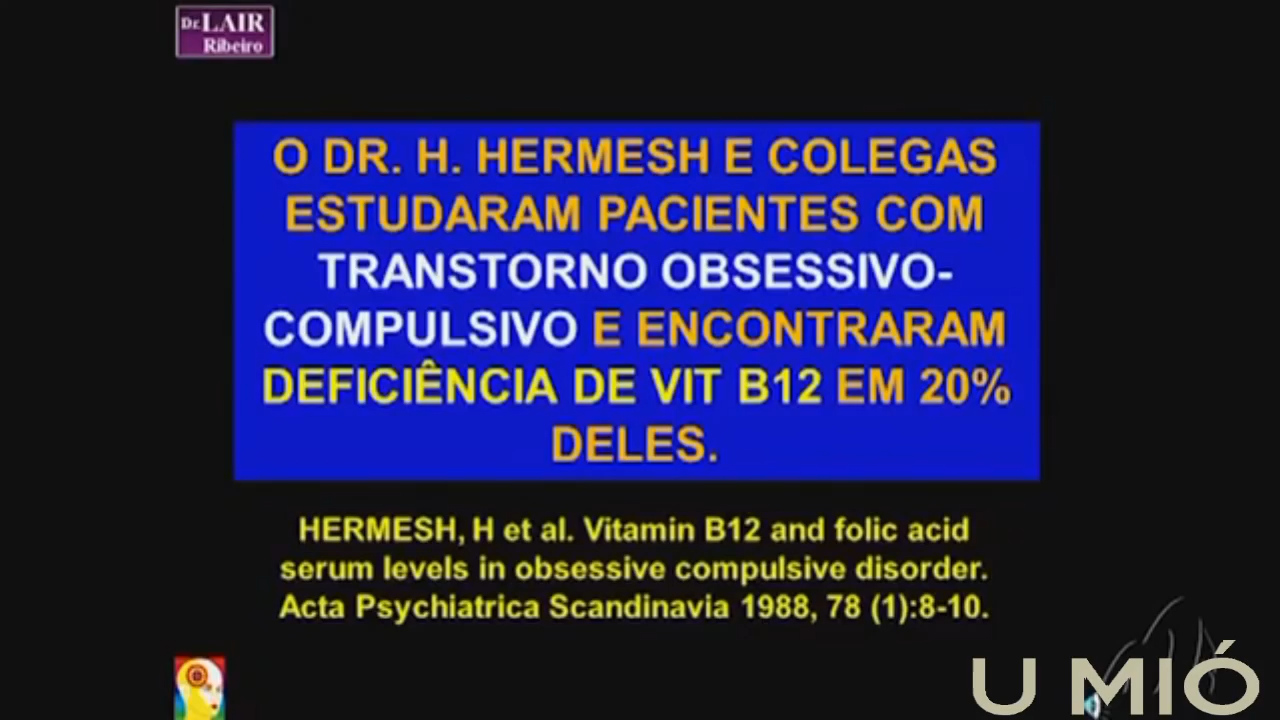 Dr. LAIR
Ribeiro
O DR. H. HERMESH E COLEGAS
ESTUDARAM PACIENTES COM
TRANSTORNO OBSESSIVO-
COMPULSIVO E ENCONTRARAM
DEFICIÊNCIA DE VIT B12 EM 20%
DELES.
HERMESH, H et al. Vitamin B12 and folic acid
serum levels in obsessive compulsive disorder.
Acta Psychiatrica Scandinavia 1988, 78 (1):8-10.
U MIÓ